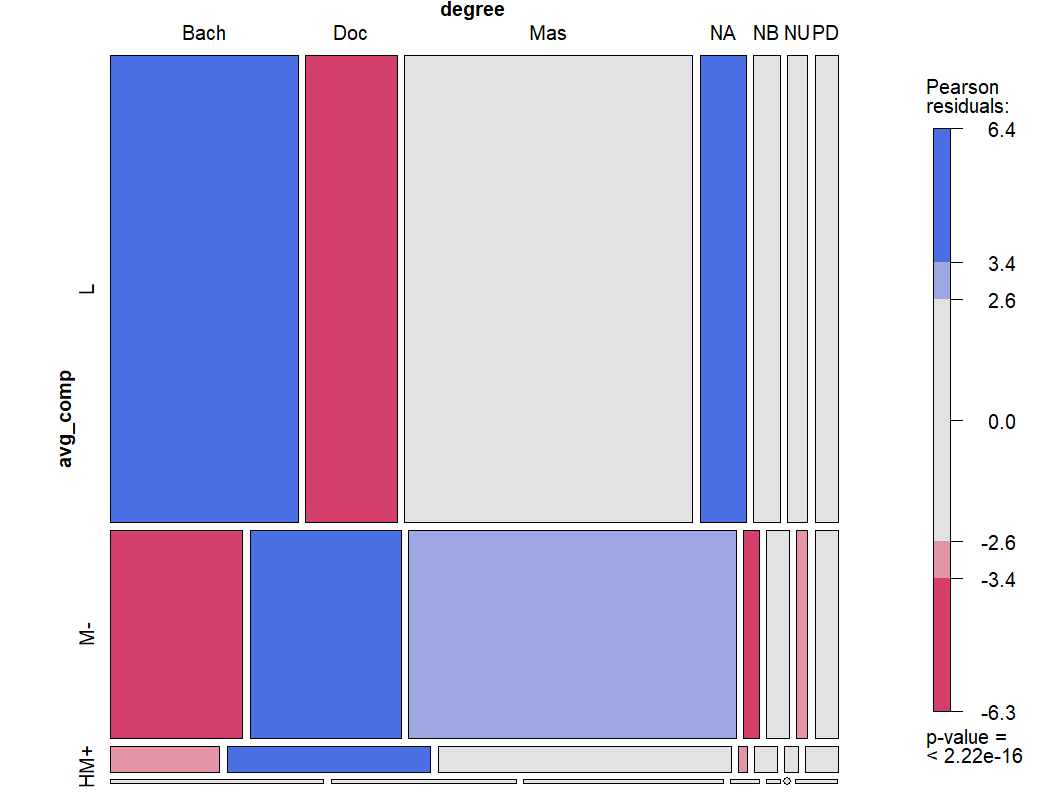 degree
Bach Doc Mas NA NB NU PD
avg_comp
L
M-
M+
H
Pearson
residuals:
6.4
3.4
2.6
0.0
-2.6
-3.4
-6.3
p-value =
< 2.22e-16